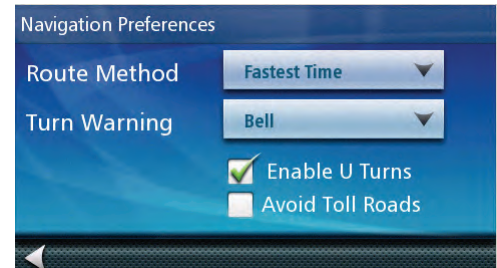 Navigation Preferences
Route Method Fastest Time
Turn Warning Bell
Enable U Turns
Avoid Toll Roads